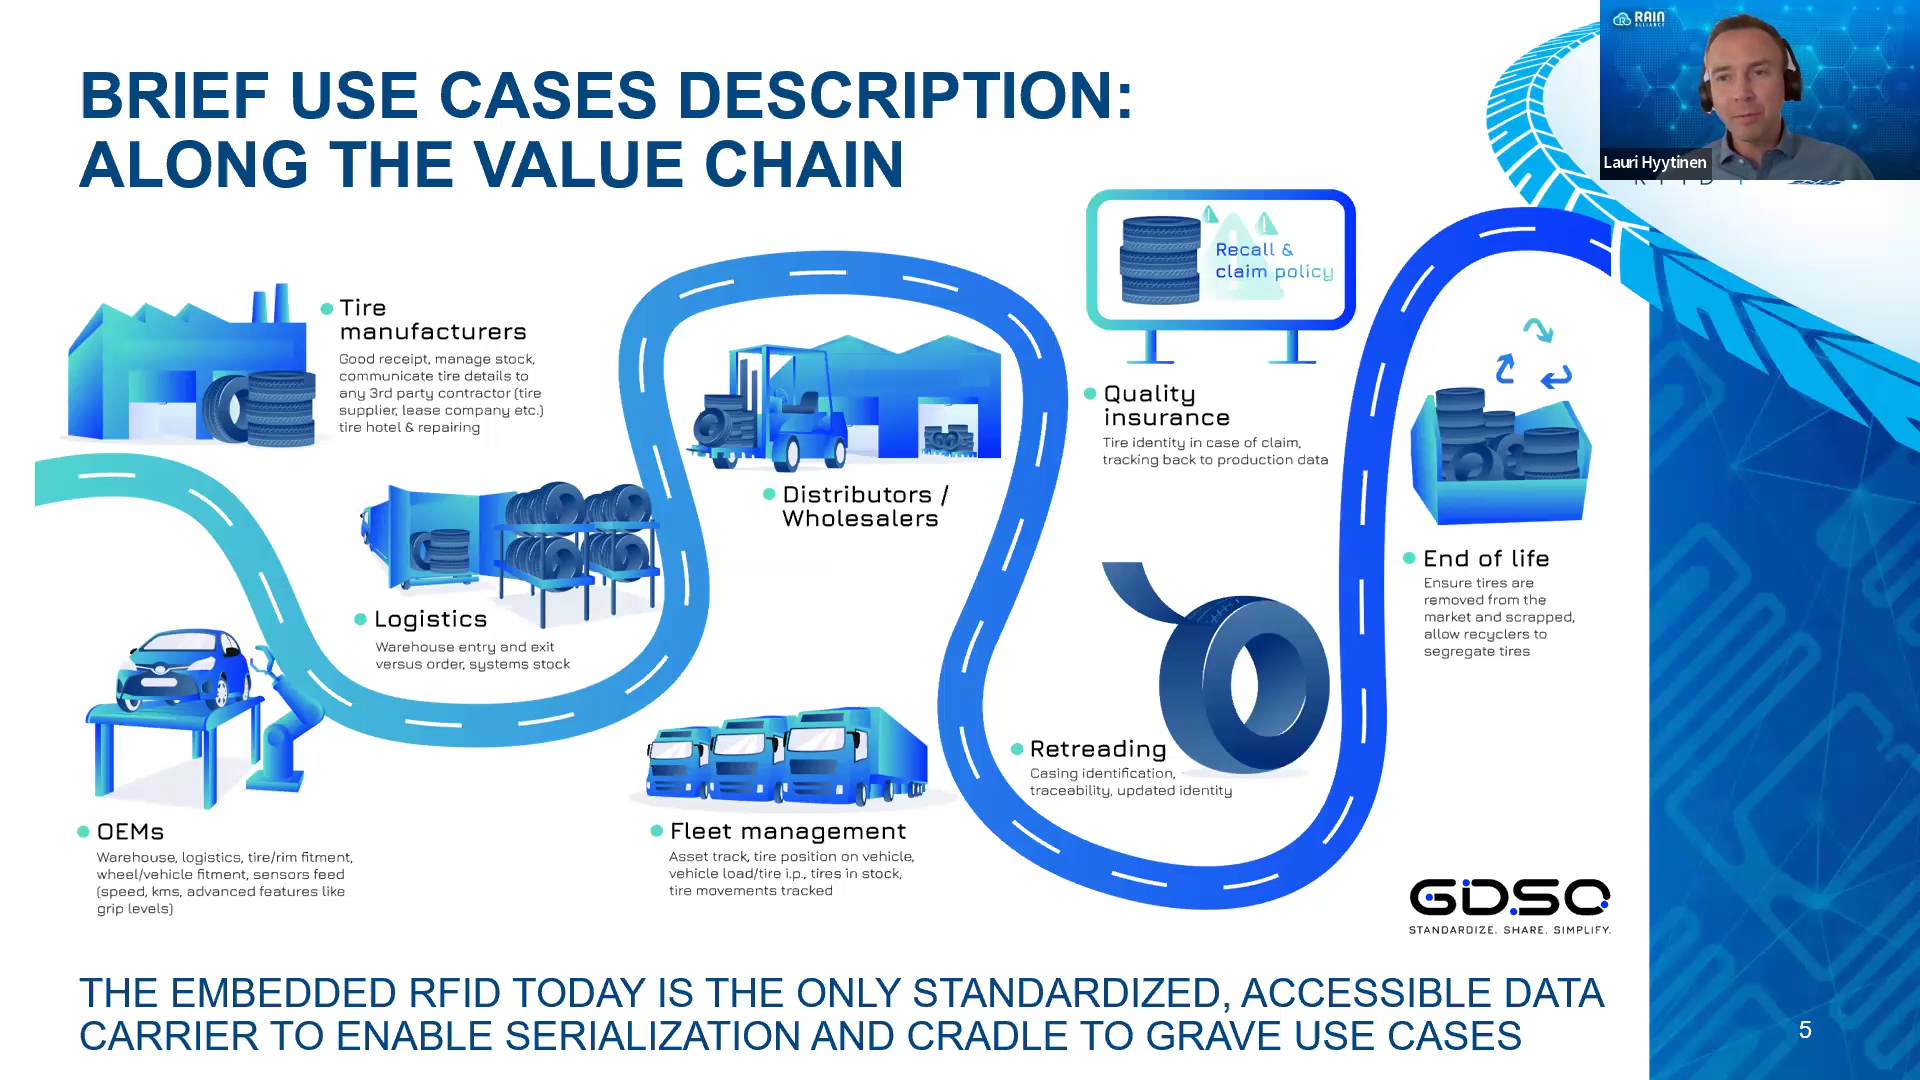 BRIEF USE CASES DESCRIPTION:
ALONG THE VALUE CHAIN
RAIN
ALLIANCE
Lauri Hyytinen
Recall &
claim policy
Tire
manufacturers
Good receipt, manage stock,
communicate tire details to
any 3rd party contractor (tire
supplier, lease company etc.)
tire hotel & repairing
Quality
insurance
Tire identity in case of claim,
tracking back to production data
Distributors /
Wholesalers
End of life
Ensure tires are
removed from the
market and scrapped,
allow recyclers to
segregate tires
Logistics
Warehouse entry and exit
versus order, systems stock
Retreading
Casing identification,
traceability, updated identity
OEMs
Warehouse, logistics, tire/rim fitment,
wheel/vehicle fitment, sensors feed
(speed, kms, advanced features like
grip levels)
Fleet management
Asset track, tire position on vehicle,
vehicle load/tire i.p., tires in stock,
tire movements tracked
GDSO
STANDARDIZE. SHARE. SIMPLIFY.
THE EMBEDDED RFID TODAY IS THE ONLY STANDARDIZED, ACCESSIBLE DATA
CARRIER TO ENABLE SERIALIZATION AND CRADLE TO GRAVE USE CASES
5